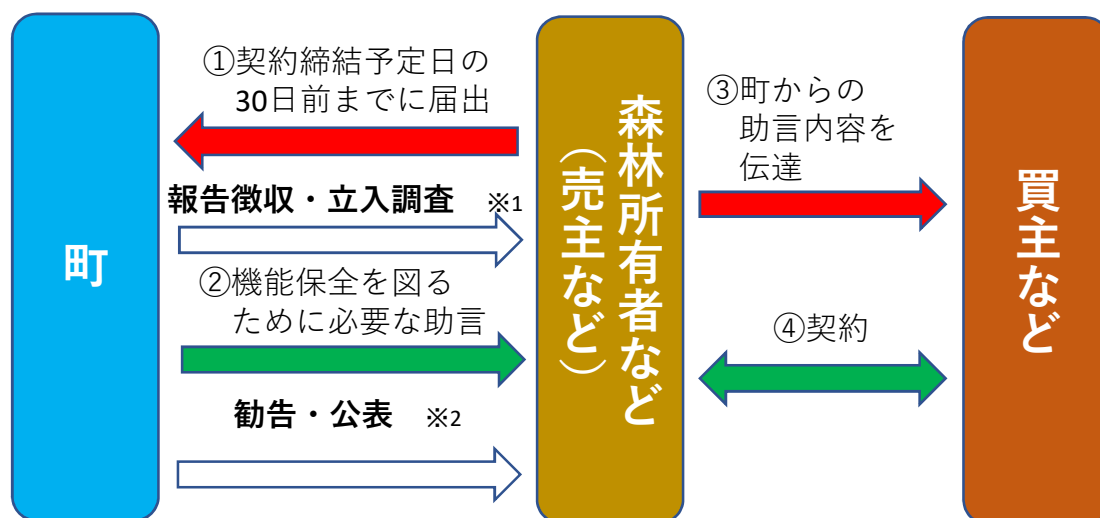 町
①契約締結予定日の
30日前までに届出
報告徴収・立入調査 ※1
②機能保全を図る
ために必要な助言
勧告・公表 ※2
森林所有者など
（売主など）
③町からの
助言内容を
伝達
④契約
買主など